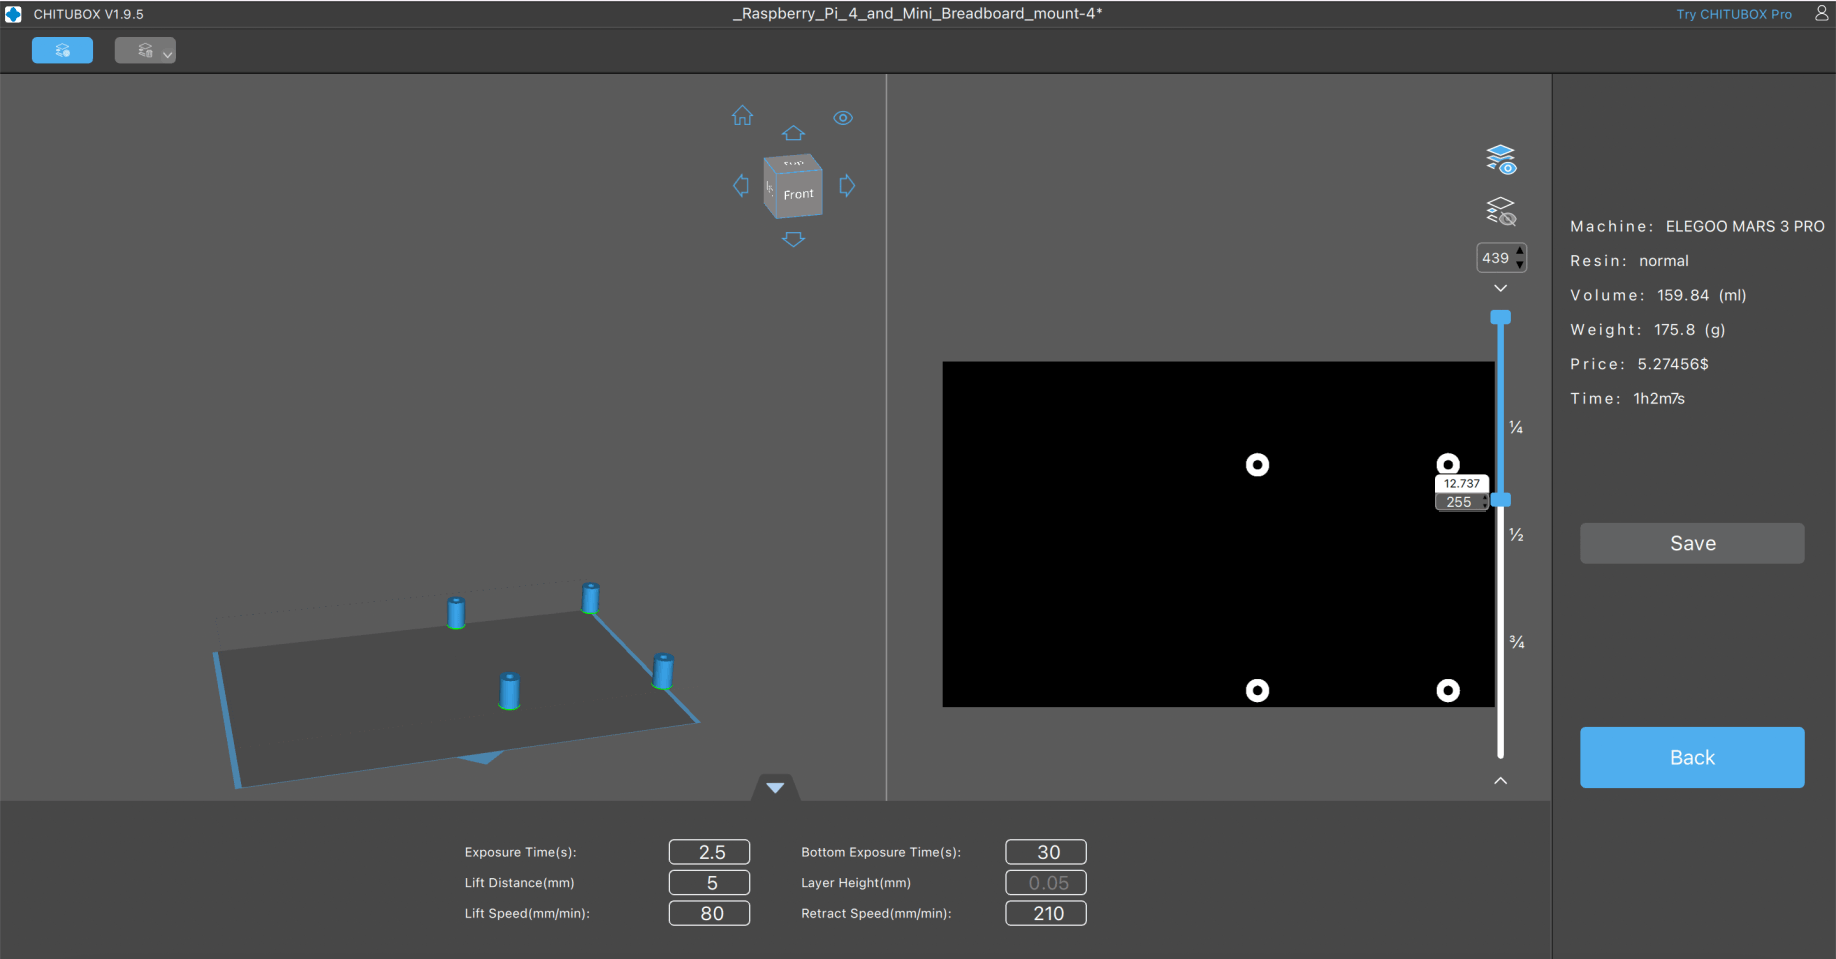 CHITUBOX V1.9.5
_Raspberry_Pi_4_and_Mini_Breadboard_mount-4*
Try CHITUBOX Pro
Front
439
Machine: ELEGOO MARS 3 PRO
Resin: normal
Volume: 159.84 (ml)
Weight: 175.8 (g)
Price: 5.27456$
Time: 1h2m7s
¼
12.737
255
½
¾
Save
Back
Exposure Time(s): 2.5
Bottom Exposure Time(s): 30
Lift Distance(mm) 5
Layer Height(mm) 0.05
Lift Speed(mm/min): 80
Retract Speed(mm/min): 210